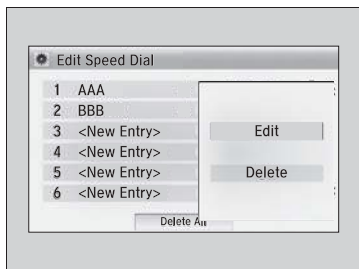 Edit Speed Dial
1 AAA
2 BBB
3 <New Entry>
4 <New Entry>
5 <New Entry>
6 <New Entry>
Edit
Delete
Delete All